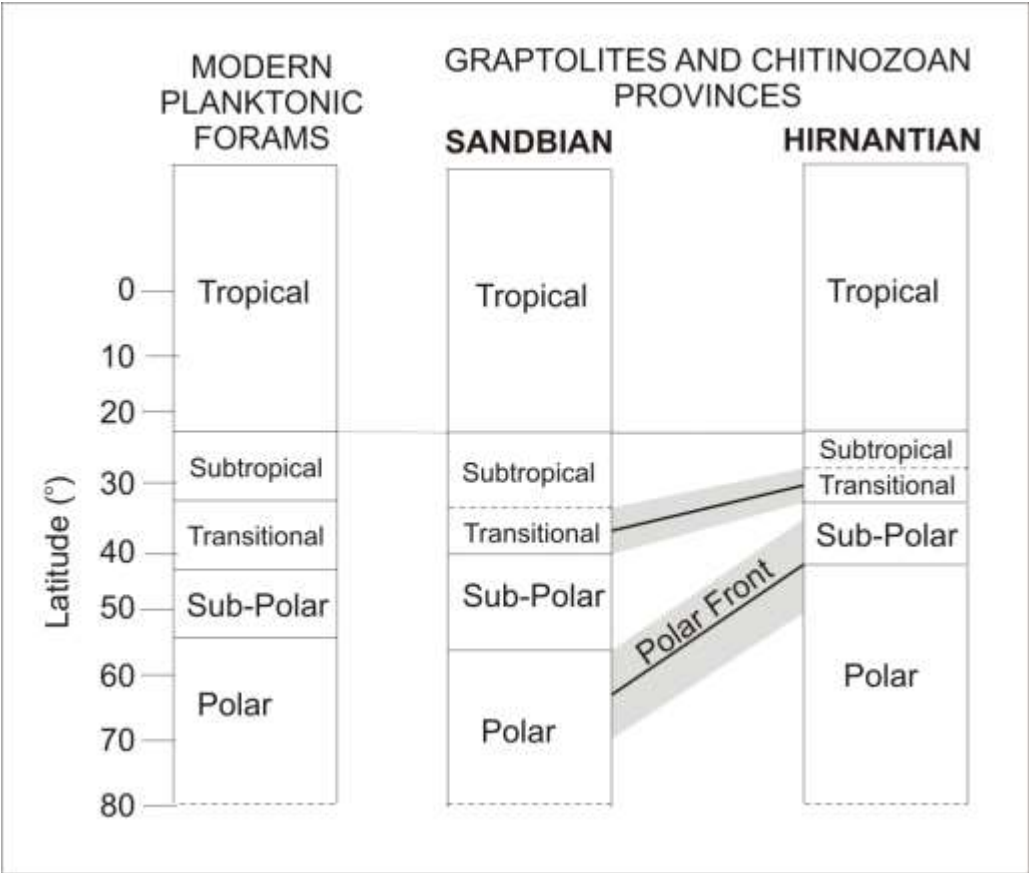 MODERN
PLANKTONIC
FORAMS
GRAPTOLITES AND CHITINOZOAN
PROVINCES
SANDBIAN
HIRNANTIAN
Latitude (°)
0
10
20
30
40
50
60
70
80
Tropical
Subtropical
Transitional
Sub-Polar
Polar
Tropical
Subtropical
Transitional
Sub-Polar
Polar
Polar Front
Tropical
Subtropical
Transitional
Sub-Polar
Polar